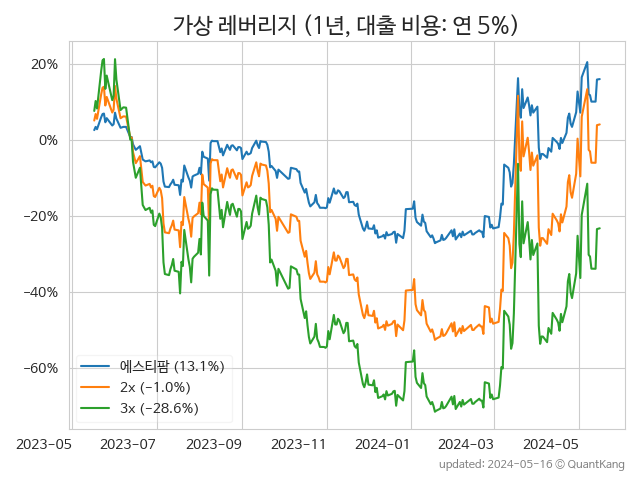 가상 레버리지 (1년, 대출 비용: 연 5%)
20%
0%
−20%
−40%
−60%
에스티팜 (13.1%)
2x (−1.0%)
3x (−28.6%)
2023-05 2023-07 2023-09 2023-11 2024-01 2024-03 2024-05
updated: 2024-05-16 © QuantKang